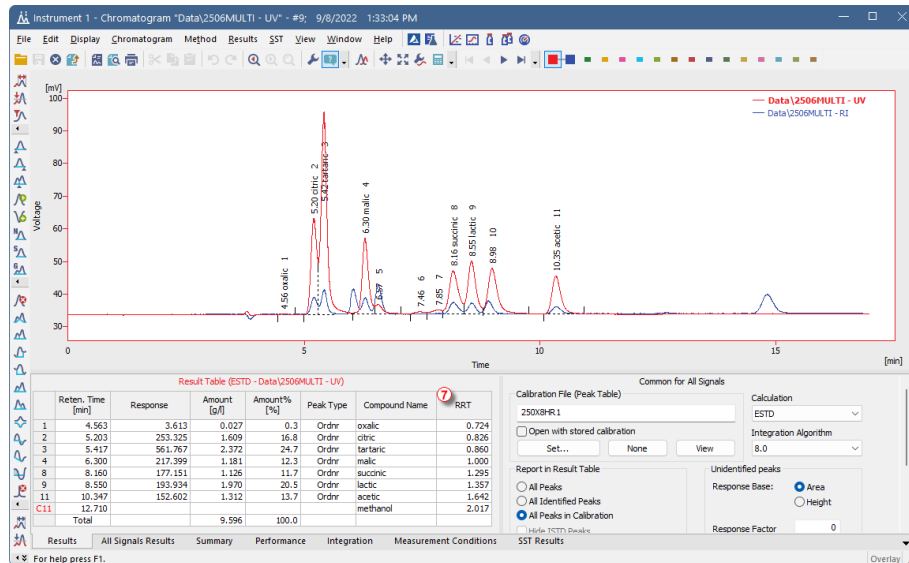 Instrument 1 - Chromatogram "Data\2506MULTI - UV" - #9;  9/8/2022  1:33:04 PM
File Edit Display Chromatogram Method Results SST View Window Help
[mV]
Data\2506MULTI - UV
Data\2506MULTI - RI
100
90
80
70
60
50
40
30
Voltage
4.56 oxalic 1
5.20 citric 2
5.42 tartaric 3
6.30 malic 4
6.57 5
7.46 6
7.85 7
8.16 succinic 8
8.55 lactic 9
8.98 10
10.35 acetic 11
0 5 10 15
Time [min]
Result Table (ESTD - Data\2506MULTI - UV)
7
Reten. Time [min] Response Amount [g/l] Amount% [%] Peak Type Compound Name RRT
1 4.563 3.613 0.027 0.3 Ordnr oxalic 0.724
2 5.203 253.325 1.609 16.8 Ordnr citric 0.826
3 5.417 561.767 2.372 24.7 Ordnr tartaric 0.860
4 6.300 217.399 1.181 12.3 Ordnr malic 1.000
8 8.160 177.151 1.126 11.7 Ordnr succinic 1.295
9 8.550 193.934 1.970 20.5 Ordnr lactic 1.357
11 10.347 152.602 1.312 13.7 Ordnr acetic 1.642
C11 12.710 methanol 2.017
Total 9.596 100.0
Common for All Signals
Calibration File (Peak Table)
250X8HR1
Open with stored calibration
Set... None View
Calculation
ESTD
Integration Algorithm
8.0
Report in Result Table
All Peaks
All Identified Peaks
All Peaks in Calibration
Hide ISTD Peaks
Unidentified peaks
Response Base: Area
Height
Response Factor 0
Results All Signals Results Summary Performance Integration Measurement Conditions SST Results
For help press F1.
Overlay